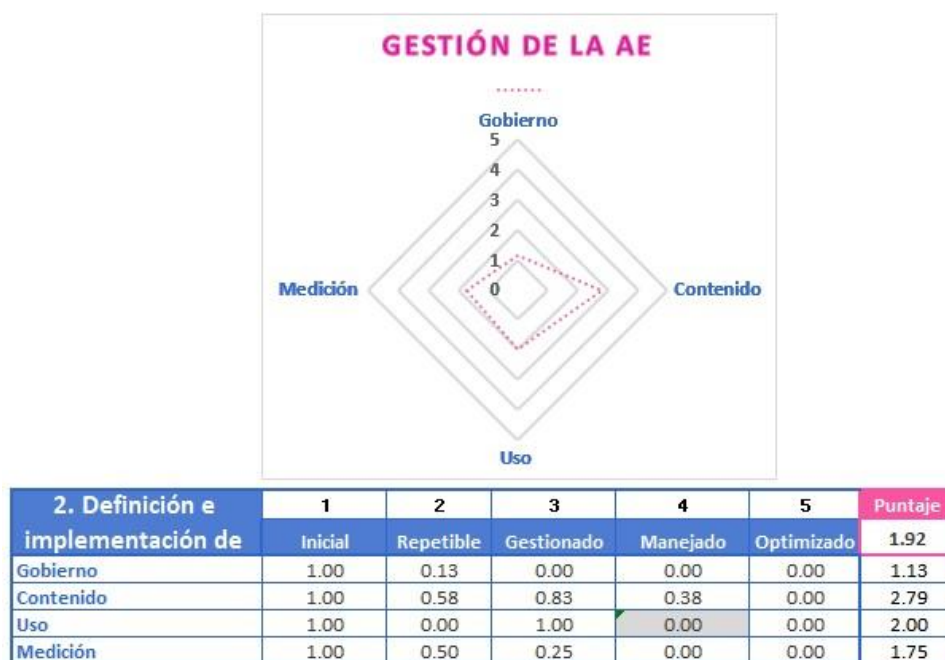 GESTIÓN DE LA AE
Gobierno
5
4
3
2
1
0
Medición
Contenido
Uso
2. Definición e implementación de 1 2 3 4 5 Puntaje
Inicial Repetible Gestionado Manejado Optimizado 1.92
Gobierno 1.00 0.13 0.00 0.00 0.00 1.13
Contenido 1.00 0.58 0.83 0.38 0.00 2.79
Uso 1.00 0.00 1.00 0.00 0.00 2.00
Medición 1.00 0.50 0.25 0.00 0.00 1.75